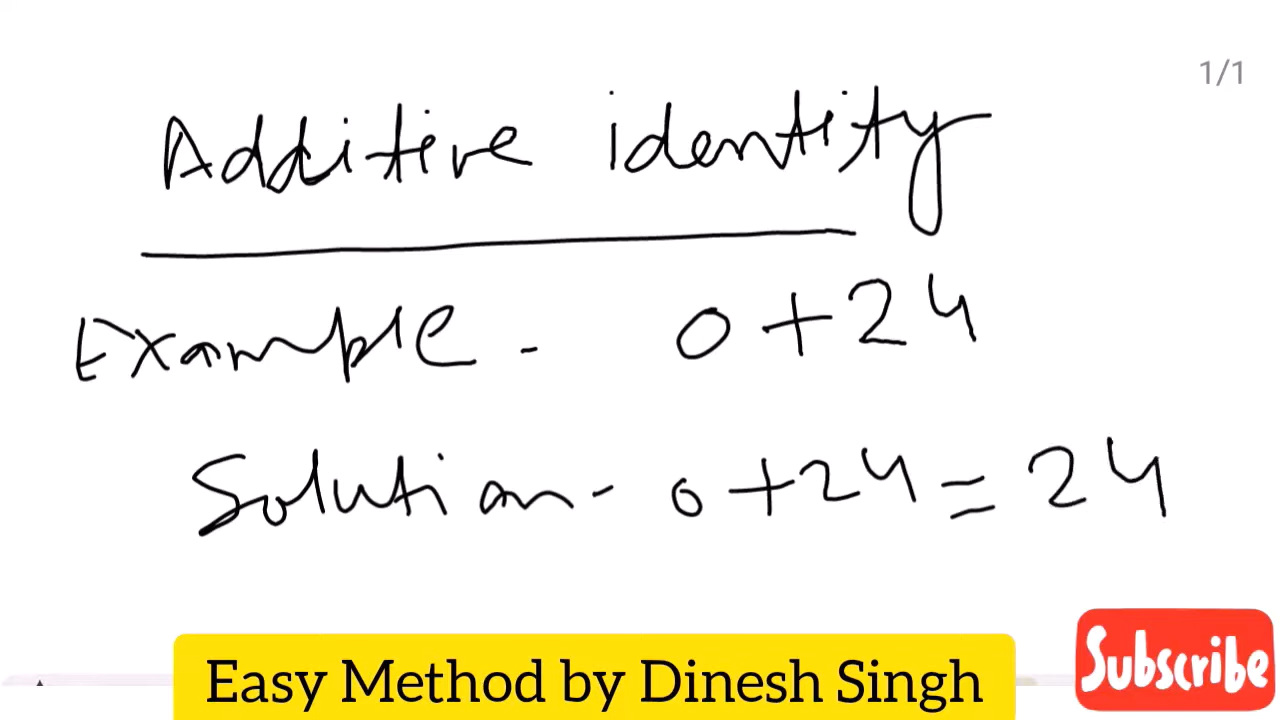 1/1
Additive identity
Example - 0+24
Solution - 0+24=24
Easy Method by Dinesh Singh
Subscribe